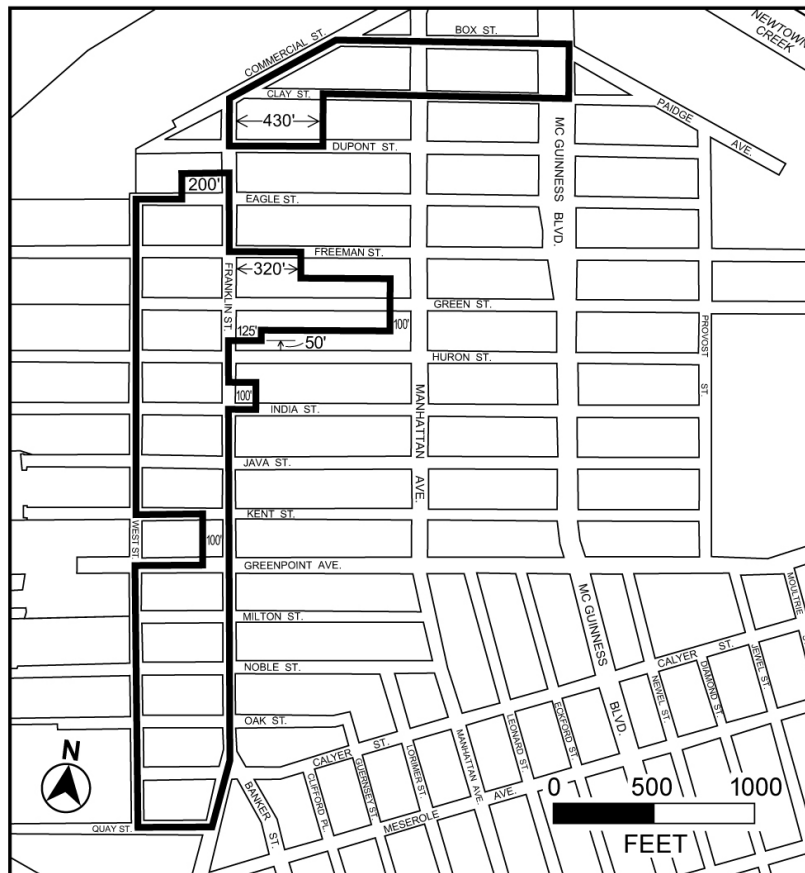 BOX ST.
NEWTOWN
CREEK
COMMERCIAL ST.
CLAY ST.
PAIDGE
AVE.
430'
DUPONT ST.
MC GUINNESS BLVD.
200'
EAGLE ST.
FREEMAN ST.
320'
FRANKLIN ST.
GREEN ST.
100'
125'
50'
PROVOST
ST.
HURON ST.
100'
MANHATTAN
AVE.
INDIA ST.
JAVA ST.
KENT ST.
WEST ST.
100'
GREENPOINT AVE.
MC GUINNESS
BLVD.
MOULTRIE
MILTON ST.
CALYER ST.
JEWEL ST.
DIAMOND ST.
NEWEL ST.
NOBLE ST.
OAK ST.
CALYER ST.
ECKFORD ST.
LEONARD ST.
MANHATTAN AVE.
LORIMER ST.
GUERNSEY ST.
CLIFFORD PL.
BANKER
ST.
MESEROLE AVE.
QUAY ST.
N
0 500 1000
FEET